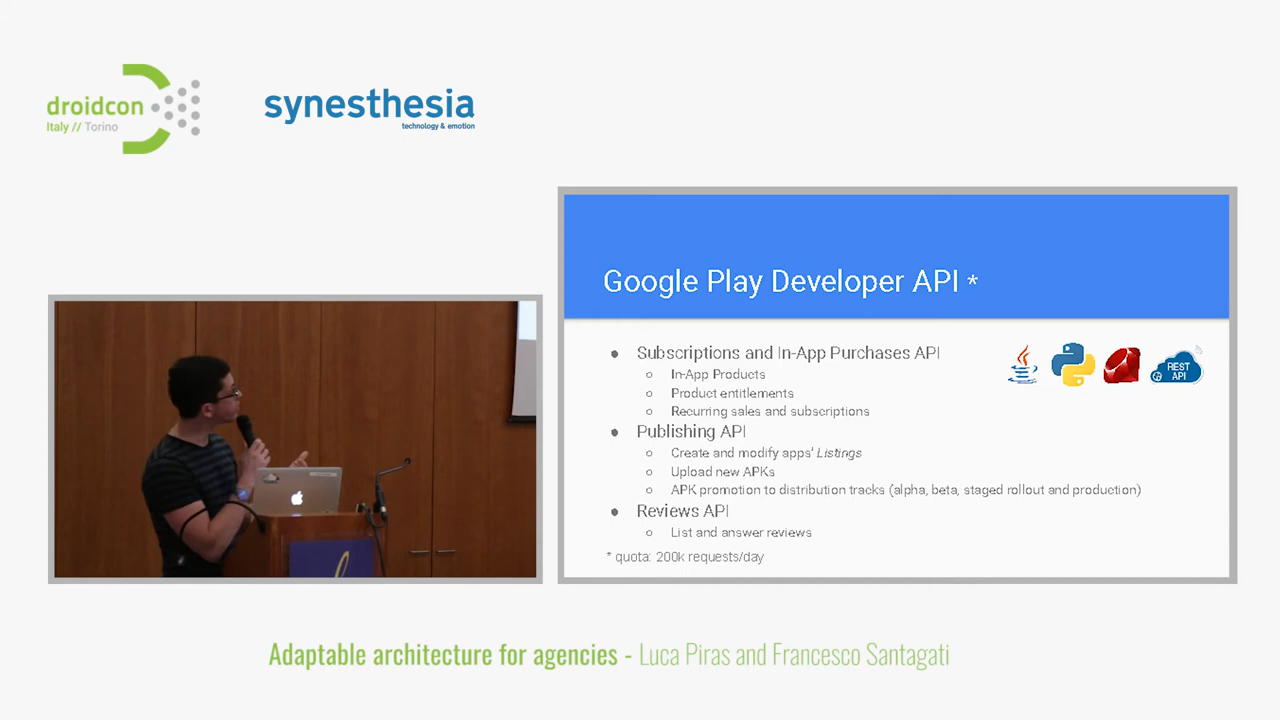 droidcon
Italy // Torino
synesthesia
technology & emotion
Google Play Developer API *
Subscriptions and In-App Purchases API
In-App Products
Product entitlements
Recurring sales and subscriptions
Publishing API
Create and modify apps' Listings
Upload new APKs
APK promotion to distribution tracks (alpha, beta, staged rollout and production)
Reviews API
List and answer reviews
* quota: 200k requests/day
REST
API
Adaptable architecture for agencies - Luca Piras and Francesco Santagati